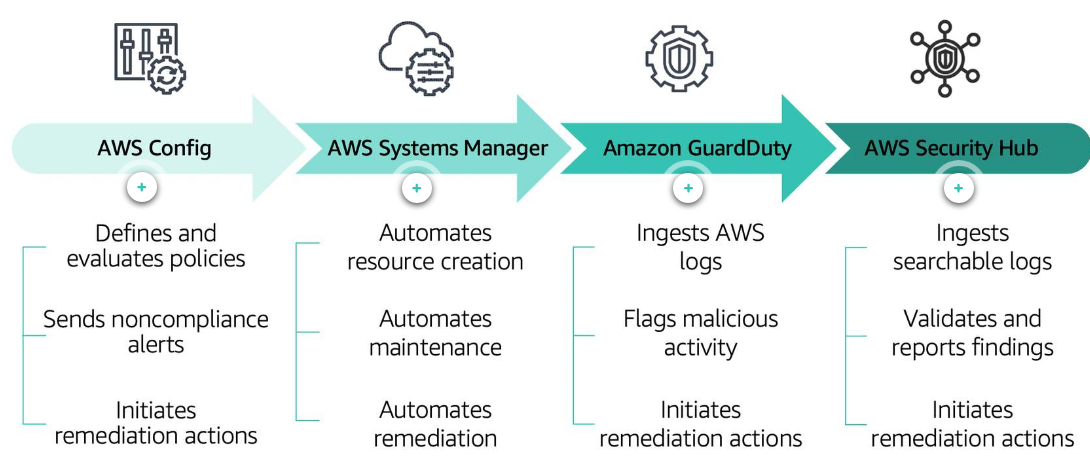 AWS Config
AWS Systems Manager
Amazon GuardDuty
AWS Security Hub
Defines and
evaluates policies
Sends noncompliance
alerts
Initiates
remediation actions
Automates
resource creation
Automates
maintenance
Automates
remediation
Ingests AWS
logs
Flags malicious
activity
Initiates
remediation actions
Ingests
searchable logs
Validates and
reports findings
Initiates
remediation actions